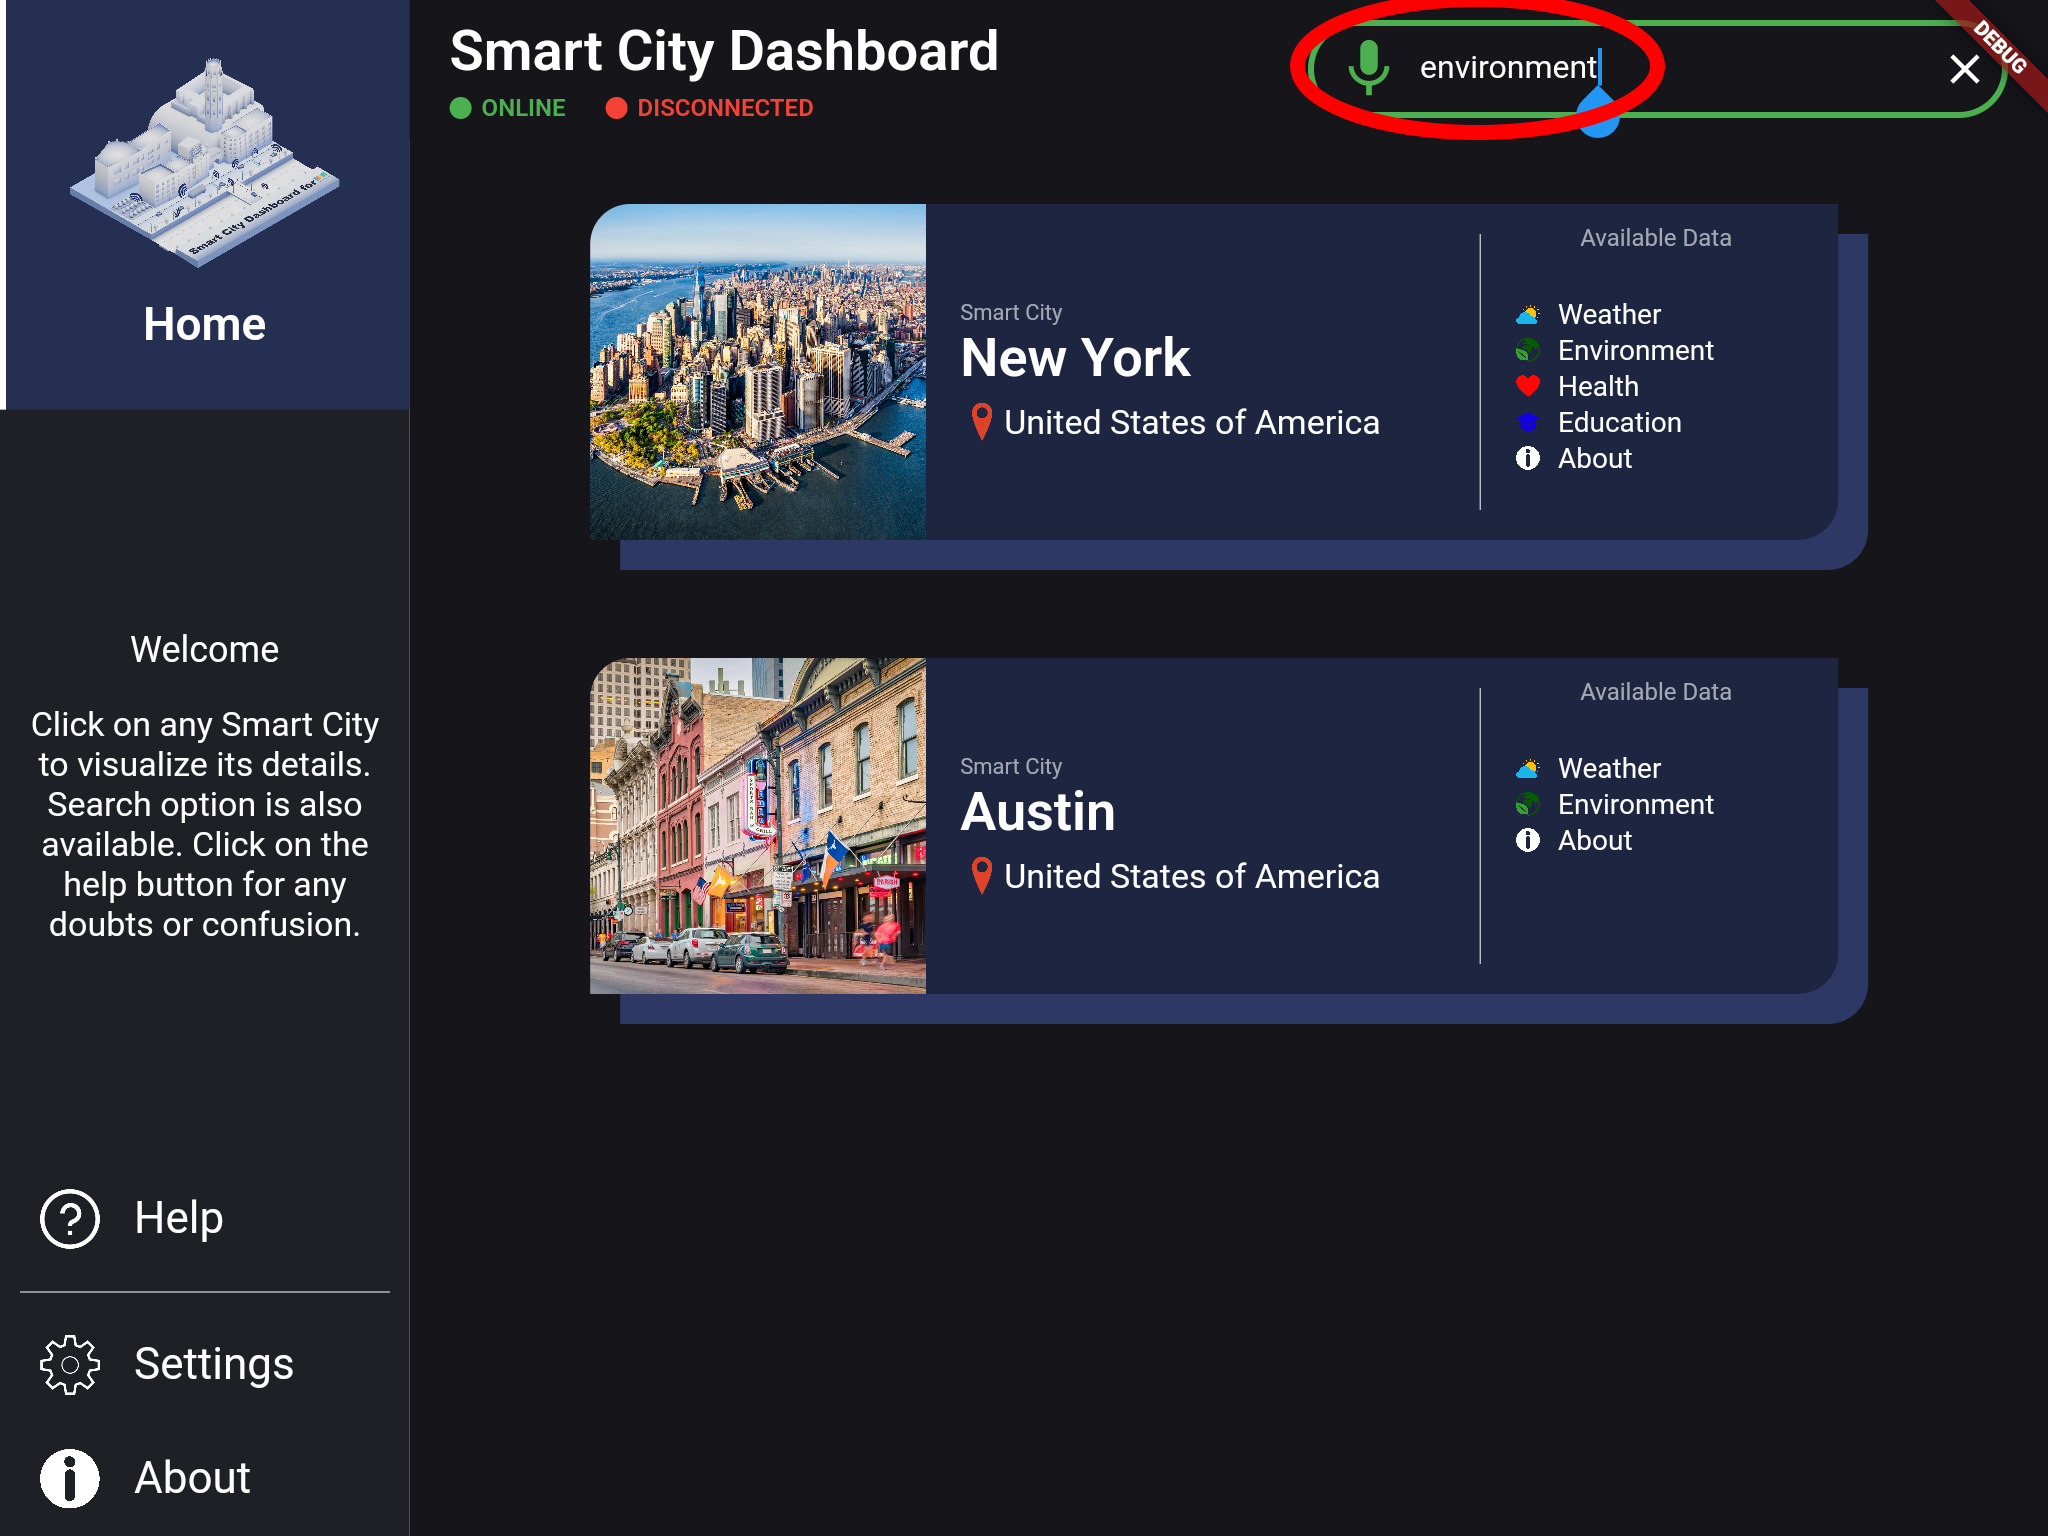 Smart City Dashboard for
Home
Welcome
Click on any Smart City
to visualize its details.
Search option is also
available. Click on the
help button for any
doubts or confusion.
Help
Settings
About
Smart City Dashboard
ONLINE DISCONNECTED
environment
DEBUG
Smart City
New York
United States of America
Available Data
Weather
Environment
Health
Education
About
Smart City
Austin
United States of America
Available Data
Weather
Environment
About